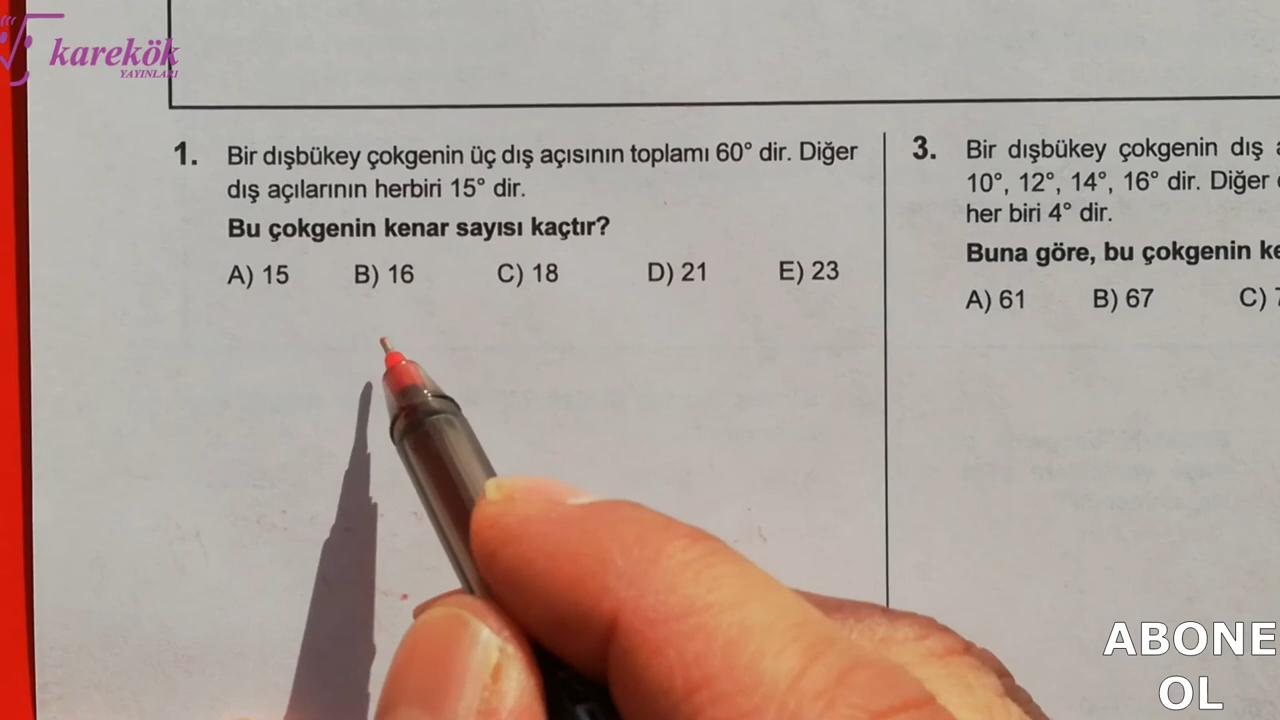 karekök
YAYINLARI
1. Bir dışbükey çokgenin üç dış açısının toplamı 60° dir. Diğer
dış açılarının herbiri 15° dir.
Bu çokgenin kenar sayısı kaçtır?
A) 15 B) 16 C) 18 D) 21 E) 23
3. Bir dışbükey çokgenin dış
10°, 12°, 14°, 16° dir. Diğer
her biri 4° dir.
Buna göre, bu çokgenin
A) 61 B) 67 C)
ABONE
OL